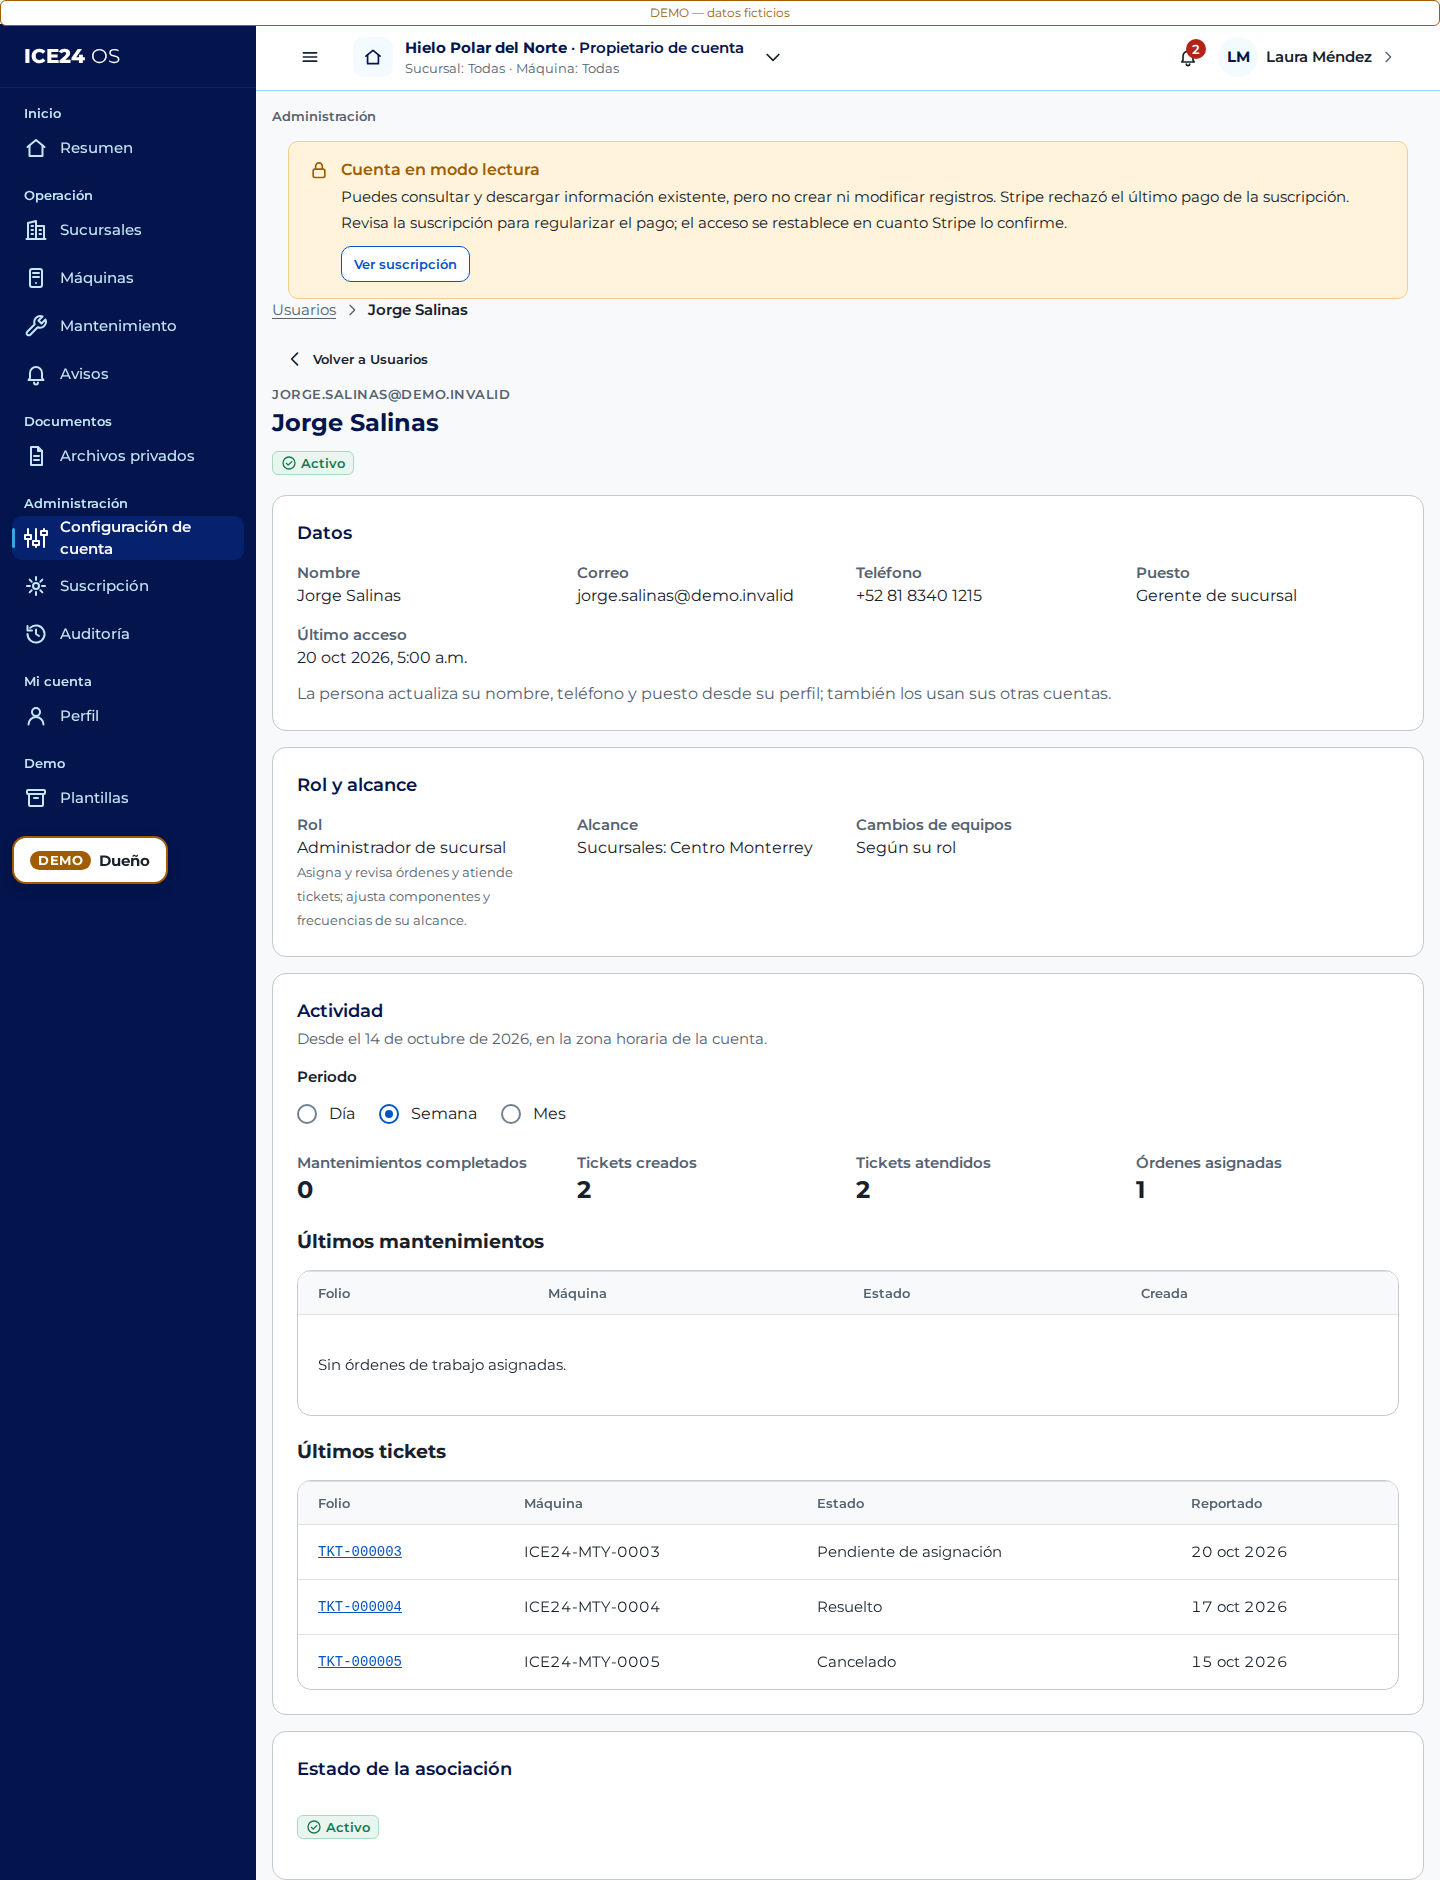 DEMO — datos ficticios
ICE24 OS
Inicio
Resumen
Operación
Sucursales
Máquinas
Mantenimiento
Avisos
Documentos
Archivos privados
Administración
Configuración de
cuenta
Suscripción
Auditoría
Mi cuenta
Perfil
Demo
Plantillas
DEMO Dueño
Hielo Polar del Norte · Propietario de cuenta
Sucursal: Todas · Máquina: Todas
2
LM Laura Méndez
Administración
Cuenta en modo lectura
Puedes consultar y descargar información existente, pero no crear ni modificar registros. Stripe rechazó el último pago de la suscripción.
Revisa la suscripción para regularizar el pago; el acceso se restablece en cuanto Stripe lo confirme.
Ver suscripción
Usuarios Jorge Salinas
Volver a Usuarios
JORGE.SALINAS@DEMO.INVALID
Jorge Salinas
Activo
Datos
Nombre Correo Teléfono Puesto
Jorge Salinas jorge.salinas@demo.invalid +52 81 8340 1215 Gerente de sucursal
Último acceso
20 oct 2026, 5:00 a.m.
La persona actualiza su nombre, teléfono y puesto desde su perfil; también los usan sus otras cuentas.
Rol y alcance
Rol Alcance Cambios de equipos
Administrador de sucursal Sucursales: Centro Monterrey Según su rol
Asigna y revisa órdenes y atiende
tickets; ajusta componentes y
frecuencias de su alcance.
Actividad
Desde el 14 de octubre de 2026, en la zona horaria de la cuenta.
Periodo
Día Semana Mes
Mantenimientos completados Tickets creados Tickets atendidos Órdenes asignadas
0 2 2 1
Últimos mantenimientos
Folio Máquina Estado Creada
Sin órdenes de trabajo asignadas.
Últimos tickets
Folio Máquina Estado Reportado
TKT-000003 ICE24-MTY-0003 Pendiente de asignación 20 oct 2026
TKT-000004 ICE24-MTY-0004 Resuelto 17 oct 2026
TKT-000005 ICE24-MTY-0005 Cancelado 15 oct 2026
Estado de la asociación
Activo